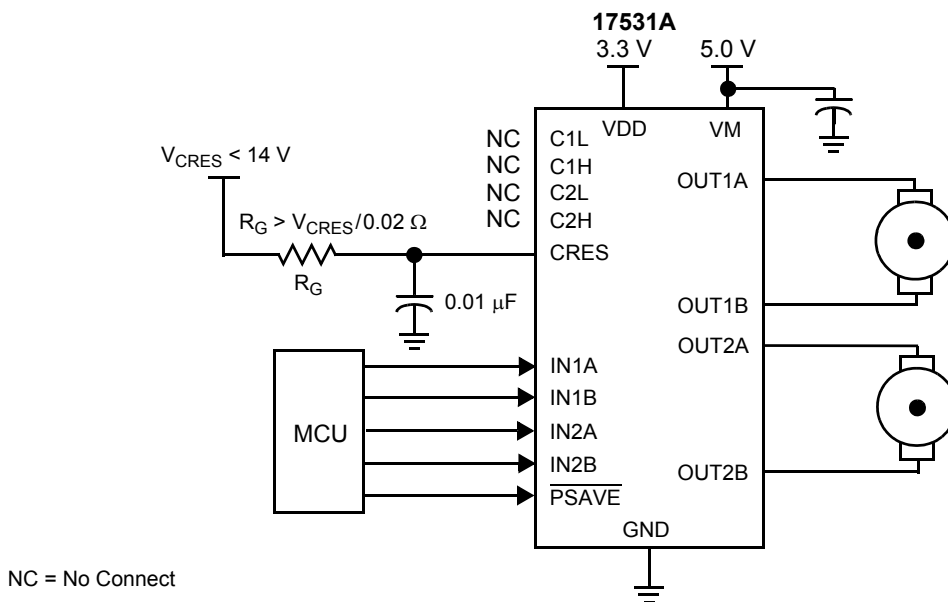 17531A
3.3 V
5.0 V
VDD
VM
NC
C1L
NC
C1H
NC
C2L
NC
C2H
CRES
VCRES < 14 V
RG > VCRES/0.02 Ω
RG
0.01 μF
OUT1A
OUT1B
OUT2A
OUT2B
MCU
IN1A
IN1B
IN2A
IN2B
PSAVE
GND
NC = No Connect